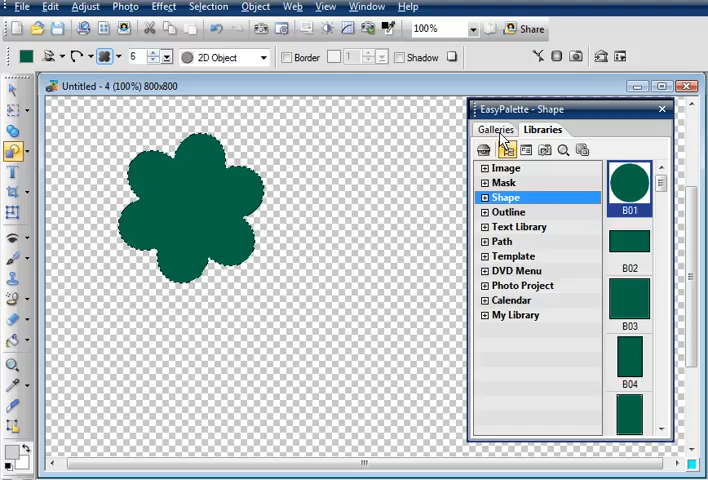 File Edit Adjust Photo Effect Selection Object Web View Window Help
100% Share
6 2D Object Border 1 Shadow
Untitled - 4 (100%) 800x800
EasyPalette - Shape
Galleries Libraries
Image
Mask
Shape
Outline
Text Library
Path
Template
DVD Menu
Photo Project
Calendar
My Library
B01
B02
B03
B04